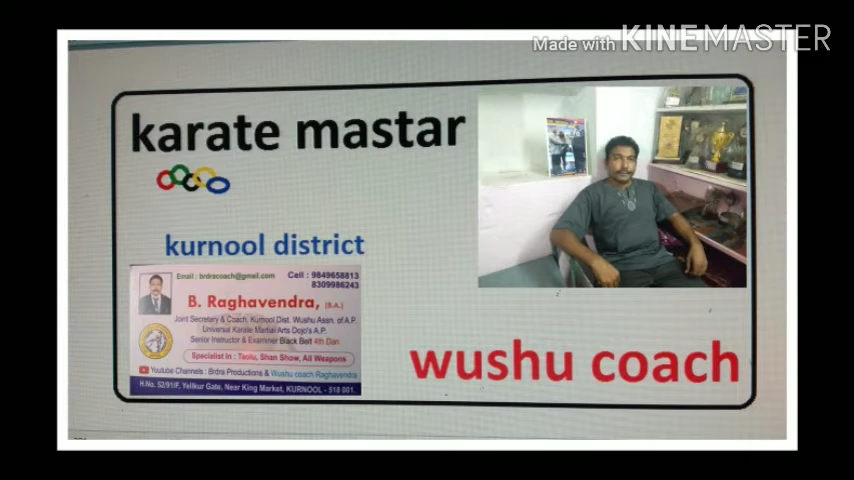 Made with KINEMASTER
karate mastar
kurnool district
Email : brdracoach@gmail.com
Cell : 9849658813
8309986243
B. Raghavendra, (B.A.)
Joint Secretary & Coach, Kurnool Dist. Wushu Assn. of A.P.
Universal Karate Martial Arts Dojo's A.P.
Senior Instructor & Examiner Black Belt 4th Dan
Specialist in : Taolu, Shan Show, All Weapons
Youtube Channels : Brdra Productions & Wushu coach Raghavendra
H.No. 52/91/F, Yellkur Gate, Near King Market, KURNOOL - 518 001.
wushu coach